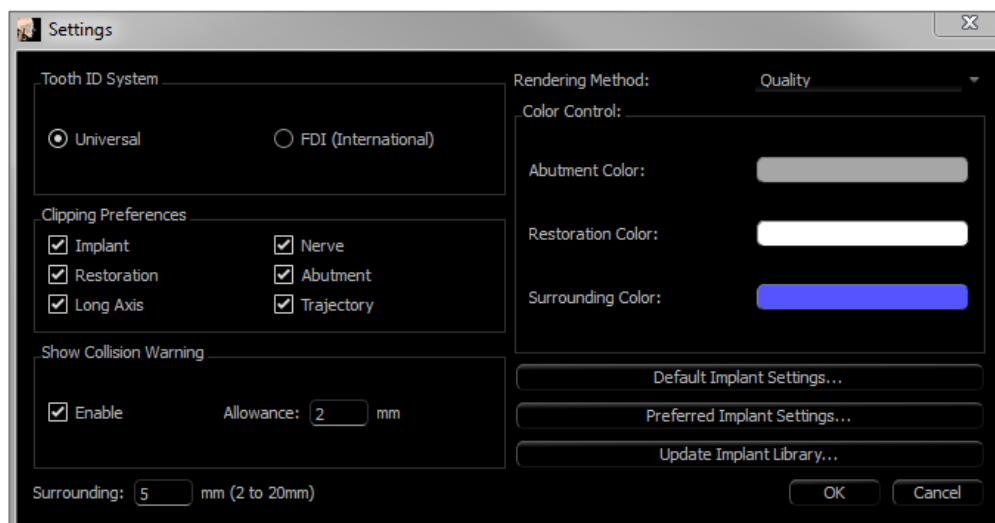 Settings
Tooth ID System
Universal
FDI (International)
Clipping Preferences
Implant
Nerve
Restoration
Abutment
Long Axis
Trajectory
Show Collision Warning
Enable
Allowance: 2 mm
Surrounding: 5 mm (2 to 20mm)
Rendering Method: Quality
Color Control:
Abutment Color:
Restoration Color:
Surrounding Color:
Default Implant Settings...
Preferred Implant Settings...
Update Implant Library...
OK
Cancel